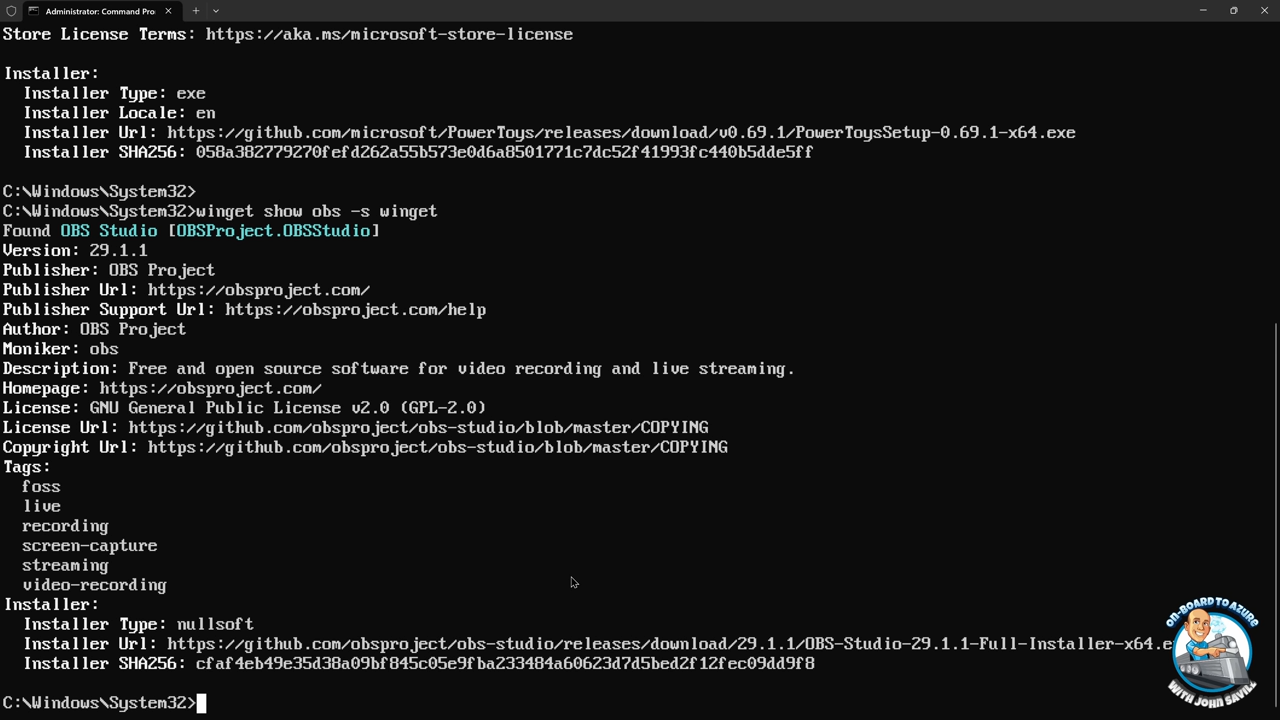 Administrator: Command Pro
Store License Terms: https://aka.ms/microsoft-store-license
Installer:
Installer Type: exe
Installer Locale: en
Installer Url: https://github.com/microsoft/PowerToys/releases/download/v0.69.1/PowerToysSetup-0.69.1-x64.exe
Installer SHA256: 058a382779270fefd262a55b573e0d6a8501771c7dc52f41993fc440b5dde5ff
C:\Windows\System32>
C:\Windows\System32>winget show obs -s winget
Found OBS Studio [OBSProject.OBSStudio]
Version: 29.1.1
Publisher: OBS Project
Publisher Url: https://obsproject.com/
Publisher Support Url: https://obsproject.com/help
Author: OBS Project
Moniker: obs
Description: Free and open source software for video recording and live streaming.
Homepage: https://obsproject.com/
License: GNU General Public License v2.0 (GPL-2.0)
License Url: https://github.com/obsproject/obs-studio/blob/master/COPYING
Copyright Url: https://github.com/obsproject/obs-studio/blob/master/COPYING
Tags:
foss
live
recording
screen-capture
streaming
video-recording
Installer:
Installer Type: nullsoft
Installer Url: https://github.com/obsproject/obs-studio/releases/download/29.1.1/OBS-Studio-29.1.1-Full-Installer-x64.e
Installer SHA256: cfaf4eb49e35d38a09bf845c05e9fba233484a60623d7d5bed2f12fec09dd9f8
C:\Windows\System32>
ON-BOARD TO AZURE
WITH JOHN SAVILL